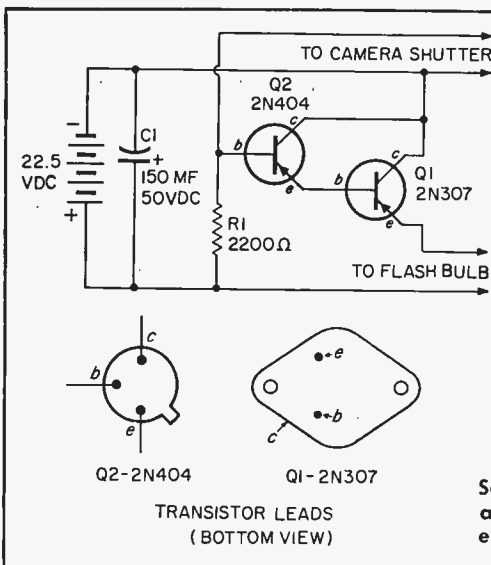 TO CAMERA SHUTTER
Q2
2N404
c
b
e
-
22.5
VDC
+
C1
+
150 MF
50VDC
R1
2200Ω
b
c
e
Q1
2N307
TO FLASH BULB
c
b
e
e
b
c
Q2-2N404
Q1-2N307
TRANSISTOR LEADS
(BOTTOM VIEW)